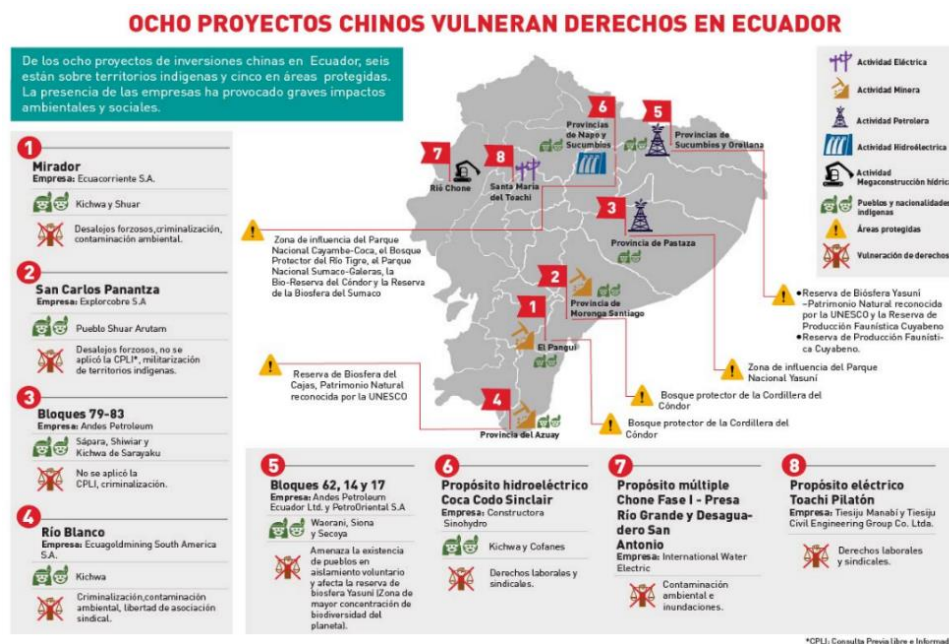 OCHO PROYECTOS CHINOS VULNERAN DERECHOS EN ECUADOR
De los ocho proyectos de inversiones chinas en Ecuador, seis
están sobre territorios indígenas y cinco en áreas protegidas.
La presencia de las empresas ha provocado graves impactos
ambientales y sociales.
1
Mirador
Empresa: Ecuacorriente S.A.
Kichwa y Shuar
Desalojos forzosos,criminalización,
contaminación ambiental.
2
San Carlos Panantza
Empresa: Explorcobre S.A
Pueblo Shuar Arutam
Desalojos forzosos, no se
aplicó la CPLI*, militarización
de territorios indígenas.
3
Bloques 79-83
Empresa: Andes Petroleum
Sápara, Shiwiar y
Kichwa de Sarayaku
No se aplicó la
CPLI, criminalización.
4
Río Blanco
Empresa: Ecuagoldmining South America
S.A.
Kichwa
Criminalización,contaminación
ambiental, libertad de asociación
sindical.
7
Rió Chone
8
Santa María
del Toachi
6
Provincias
de Napo y
Sucumbíos
5
Provincias de
Sucumbíos y Orellana
3
Provincia de Pastaza
2
Provincia de
Moronga Santiago
1
El Pangui
4
Provincia del Azuay
Zona de influencia del Parque
Nacional Cayambe-Coca, el Bosque
Protector del Río Tigre, el Parque
Nacional Sumaco-Galeras, la
Bio-Reserva del Cóndor y la Reserva
de la Biosfera del Sumaco
Reserva de Biosfera del
Cajas, Patrimonio Natural
reconocida por la UNESCO
Actividad Eléctrica
Actividad Minera
Actividad Petrolera
Actividad Hidroéléctrica
Actividad
Megaconstrucción hídric
Pueblos y nacionalidades
indígenas
Áreas protegidas
Vulneración de derechos
●Reserva de Biósfera Yasuní
–Patrimonio Natural reconocida
por la UNESCO y la Reserva de
Producción Faunística Cuyabeno
●Reserva de Producción Faunísti-
ca Cuyabeno.
Zona de influencia del Parque
Nacional Yasuní
Bosque protector de la Cordillera del
Cóndor
Bosque protector de la Cordillera del
Cóndor
5
Bloques 62, 14 y 17
Empresa: Andes Petroleum
Ecuador Ltd. y PetroOriental S.A
Waorani, Siona
y Secoya
Amenaza la existencia
de pueblos en
aislamiento voluntario
y afecta la reserva de
biosfera Yasuní (Zona de
mayor concentración de
biodiversidad del
planeta).
6
Propósito hidroeléctrico
Coca Codo Sinclair
Empresa: Constructora
Sinohydro
Kichwa y Cofanes
Derechos laborales y
sindicales.
7
Propósito múltiple
Chone Fase I - Presa
Río Grande y Desagua-
dero San
Antonio
Empresa: International Water
Electric
Contaminación
ambiental e
inundaciones.
8
Propósito eléctrico
Toachi Pilatón
Empresa: Tiesiju Manabí y Tiesiju
Civil Engineering Group Co. Ltda.
Derechos laborales
y sindicales.
*CPLI: Consulta Previa libre e Informad